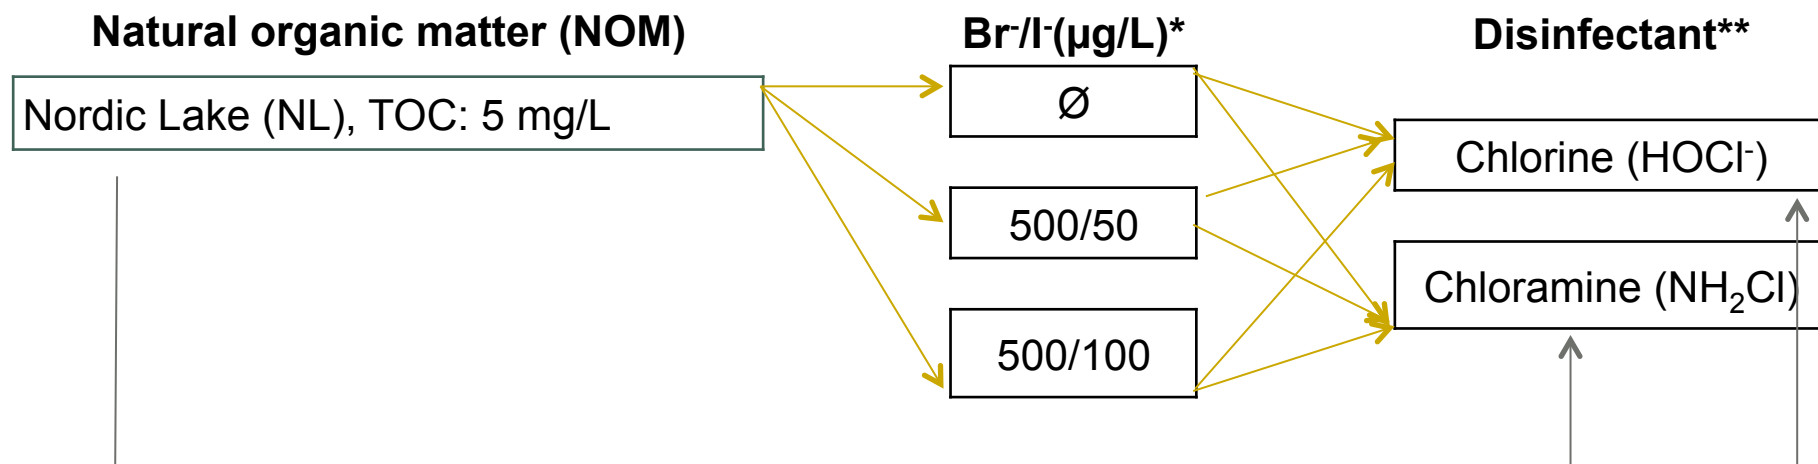 Natural organic matter (NOM)
Br⁻/I⁻(µg/L)*
Disinfectant**
Nordic Lake (NL), TOC: 5 mg/L
Ø
500/50
500/100
Chlorine (HOCl⁻)
Chloramine (NH₂Cl)